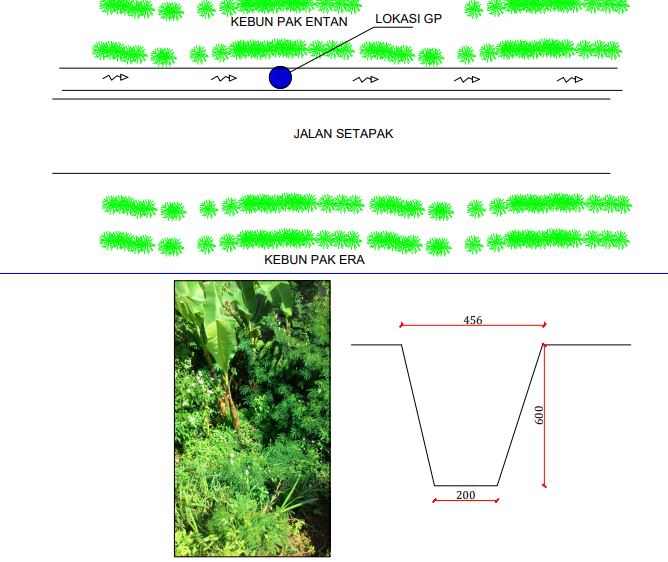 KEBUN PAK ENTAN
LOKASI GP
JALAN SETAPAK
KEBUN PAK ERA
456
600
200